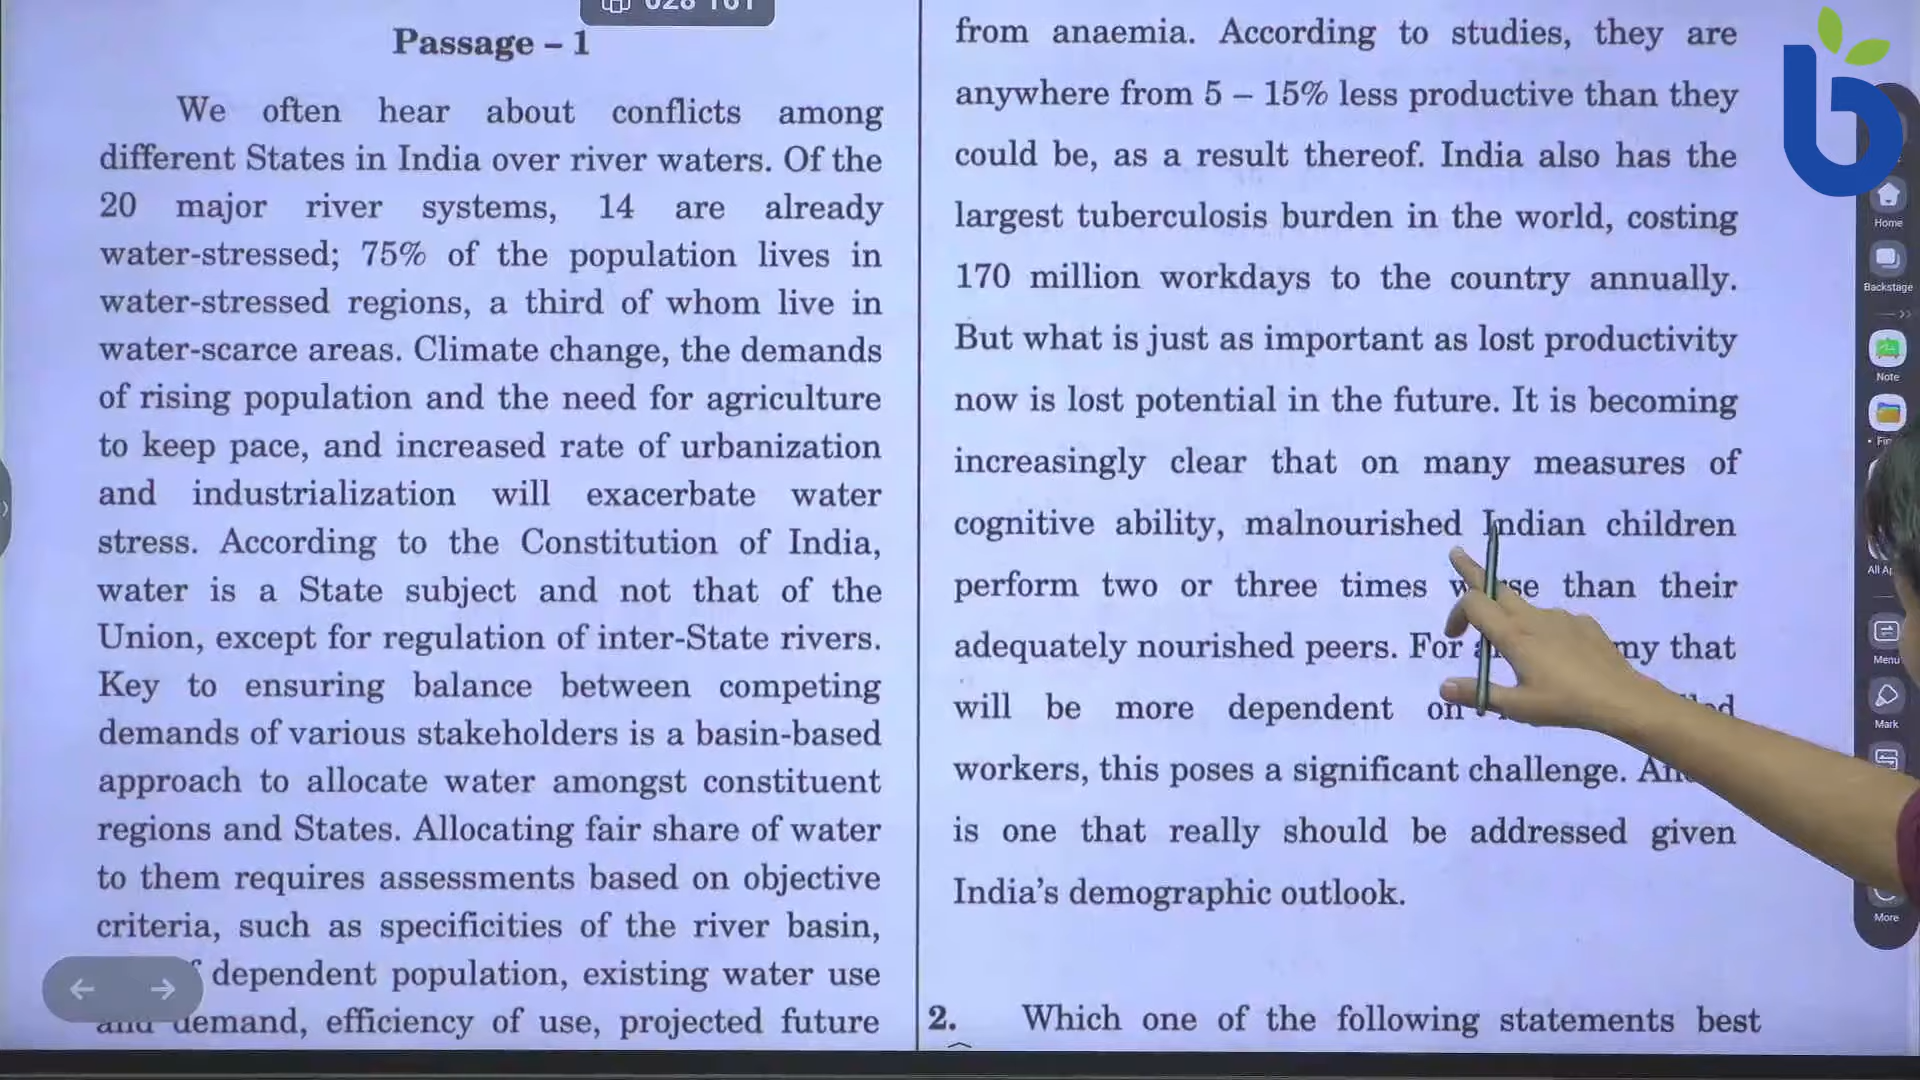 Passage – 1
We often hear about conflicts among
different States in India over river waters. Of the
20 major river systems, 14 are already
water-stressed; 75% of the population lives in
water-stressed regions, a third of whom live in
water-scarce areas. Climate change, the demands
of rising population and the need for agriculture
to keep pace, and increased rate of urbanization
and industrialization will exacerbate water
stress. According to the Constitution of India,
water is a State subject and not that of the
Union, except for regulation of inter-State rivers.
Key to ensuring balance between competing
demands of various stakeholders is a basin-based
approach to allocate water amongst constituent
regions and States. Allocating fair share of water
to them requires assessments based on objective
criteria, such as specificities of the river basin,
dependent population, existing water use
and demand, efficiency of use, projected future
from anaemia. According to studies, they are
anywhere from 5 – 15% less productive than they
could be, as a result thereof. India also has the
largest tuberculosis burden in the world, costing
170 million workdays to the country annually.
But what is just as important as lost productivity
now is lost potential in the future. It is becoming
increasingly clear that on many measures of
cognitive ability, malnourished Indian children
perform two or three times worse than their
adequately nourished peers. For that
will be more dependent on
workers, this poses a significant challenge.
is one that really should be addressed given
India's demographic outlook.
2. Which one of the following statements best
b
Home
Backstage
Note
Menu
Mark
More